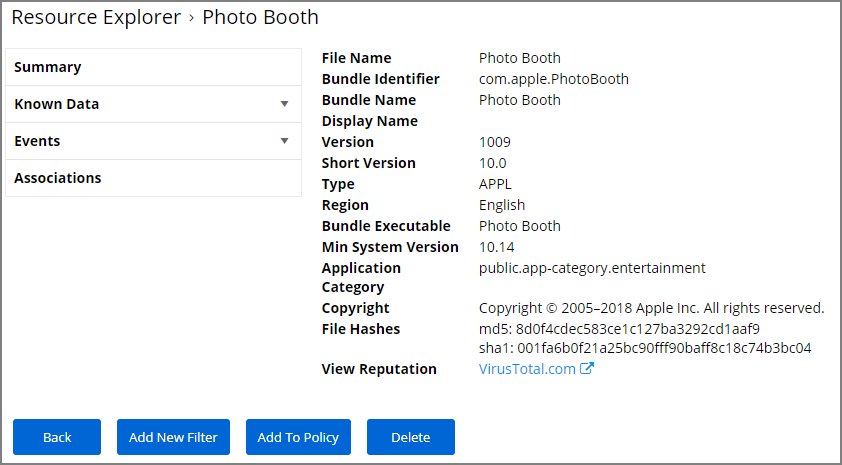 Resource Explorer › Photo Booth
Summary
Known Data
Events
Associations
File Name Photo Booth
Bundle Identifier com.apple.PhotoBooth
Bundle Name Photo Booth
Display Name
Version 1009
Short Version 10.0
Type APPL
Region English
Bundle Executable Photo Booth
Min System Version 10.14
Application public.app-category.entertainment
Category
Copyright Copyright © 2005–2018 Apple Inc. All rights reserved.
File Hashes md5: 8d0f4cdec583ce1c127ba3292cd1aaf9
sha1: 001fa6b0f21a25bc90fff90baff8c18c74b3bc04
View Reputation VirusTotal.com
Back Add New Filter Add To Policy Delete